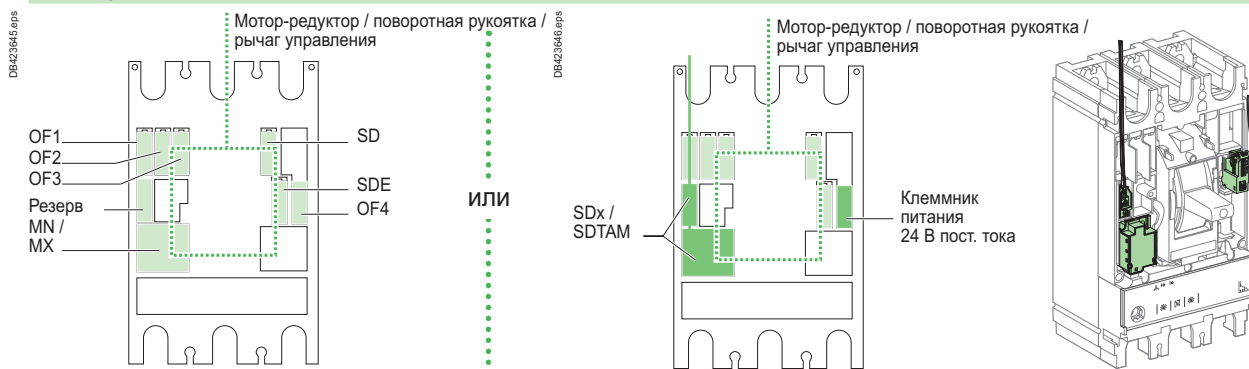 DB423645.eps
Мотор-редуктор / поворотная рукоятка /
рычаг управления
OF1
OF2
OF3
Резерв
MN /
MX
SD
SDE
OF4
ИЛИ
DB423646.eps
Мотор-редуктор / поворотная рукоятка /
рычаг управления
SDx /
SDTAM
Клеммник
питания
24 В пост. тока